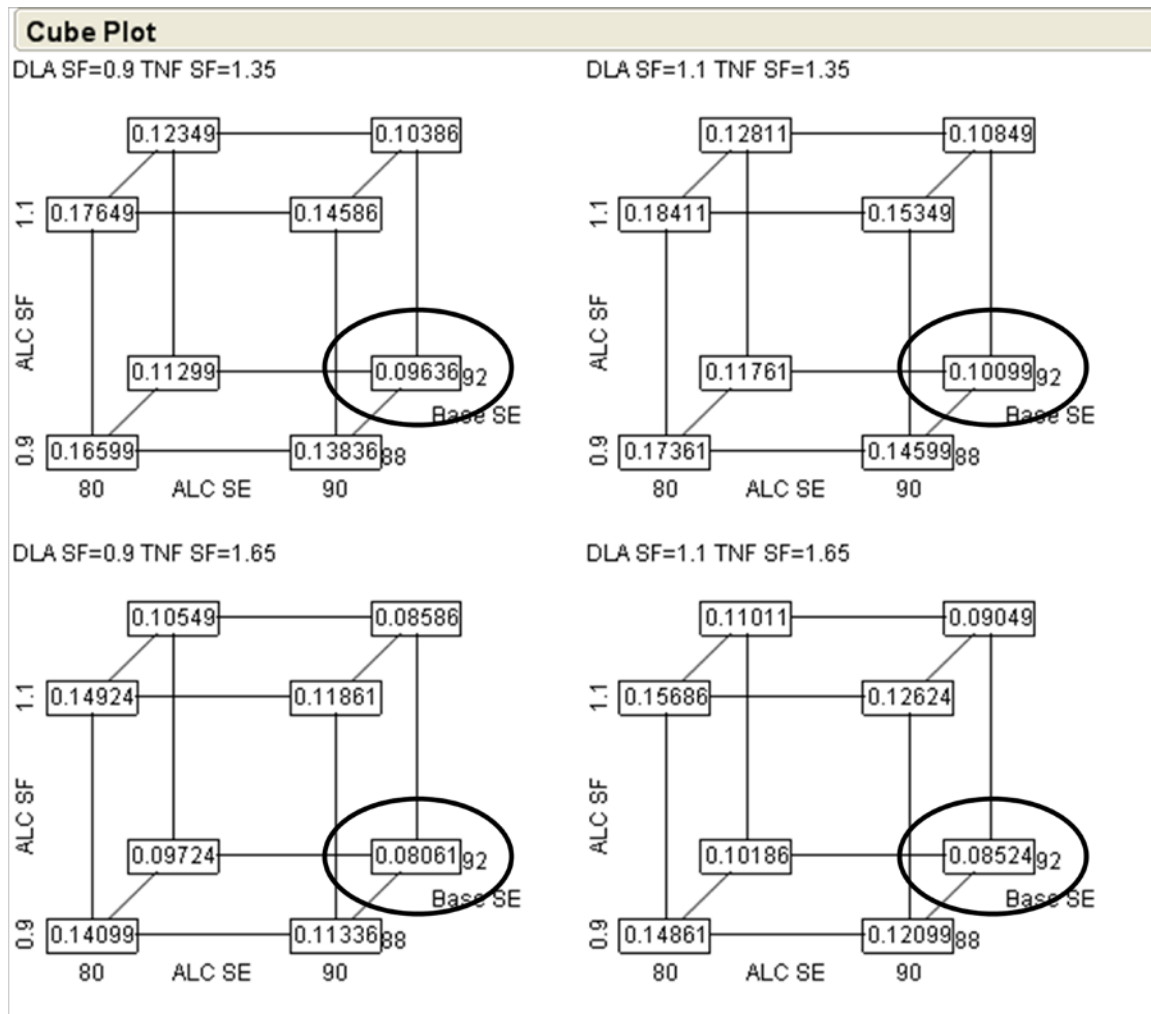 Cube Plot
DLA SF=0.9 TNF SF=1.35
0.12349 0.10386
1.1 0.17649 0.14586
ALC SF
0.11299 0.09636 92
Base SE
0.9 0.16599 0.13836 88
80 ALC SE 90
DLA SF=1.1 TNF SF=1.35
0.12811 0.10849
1.1 0.18411 0.15349
ALC SF
0.11761 0.10099 92
Base SE
0.9 0.17361 0.14599 88
80 ALC SE 90
DLA SF=0.9 TNF SF=1.65
0.10549 0.08586
1.1 0.14924 0.11861
ALC SF
0.09724 0.08061 92
Base SE
0.9 0.14099 0.11336 88
80 ALC SE 90
DLA SF=1.1 TNF SF=1.65
0.11011 0.09049
1.1 0.15686 0.12624
ALC SF
0.10186 0.08524 92
Base SE
0.9 0.14861 0.12099 88
80 ALC SE 90